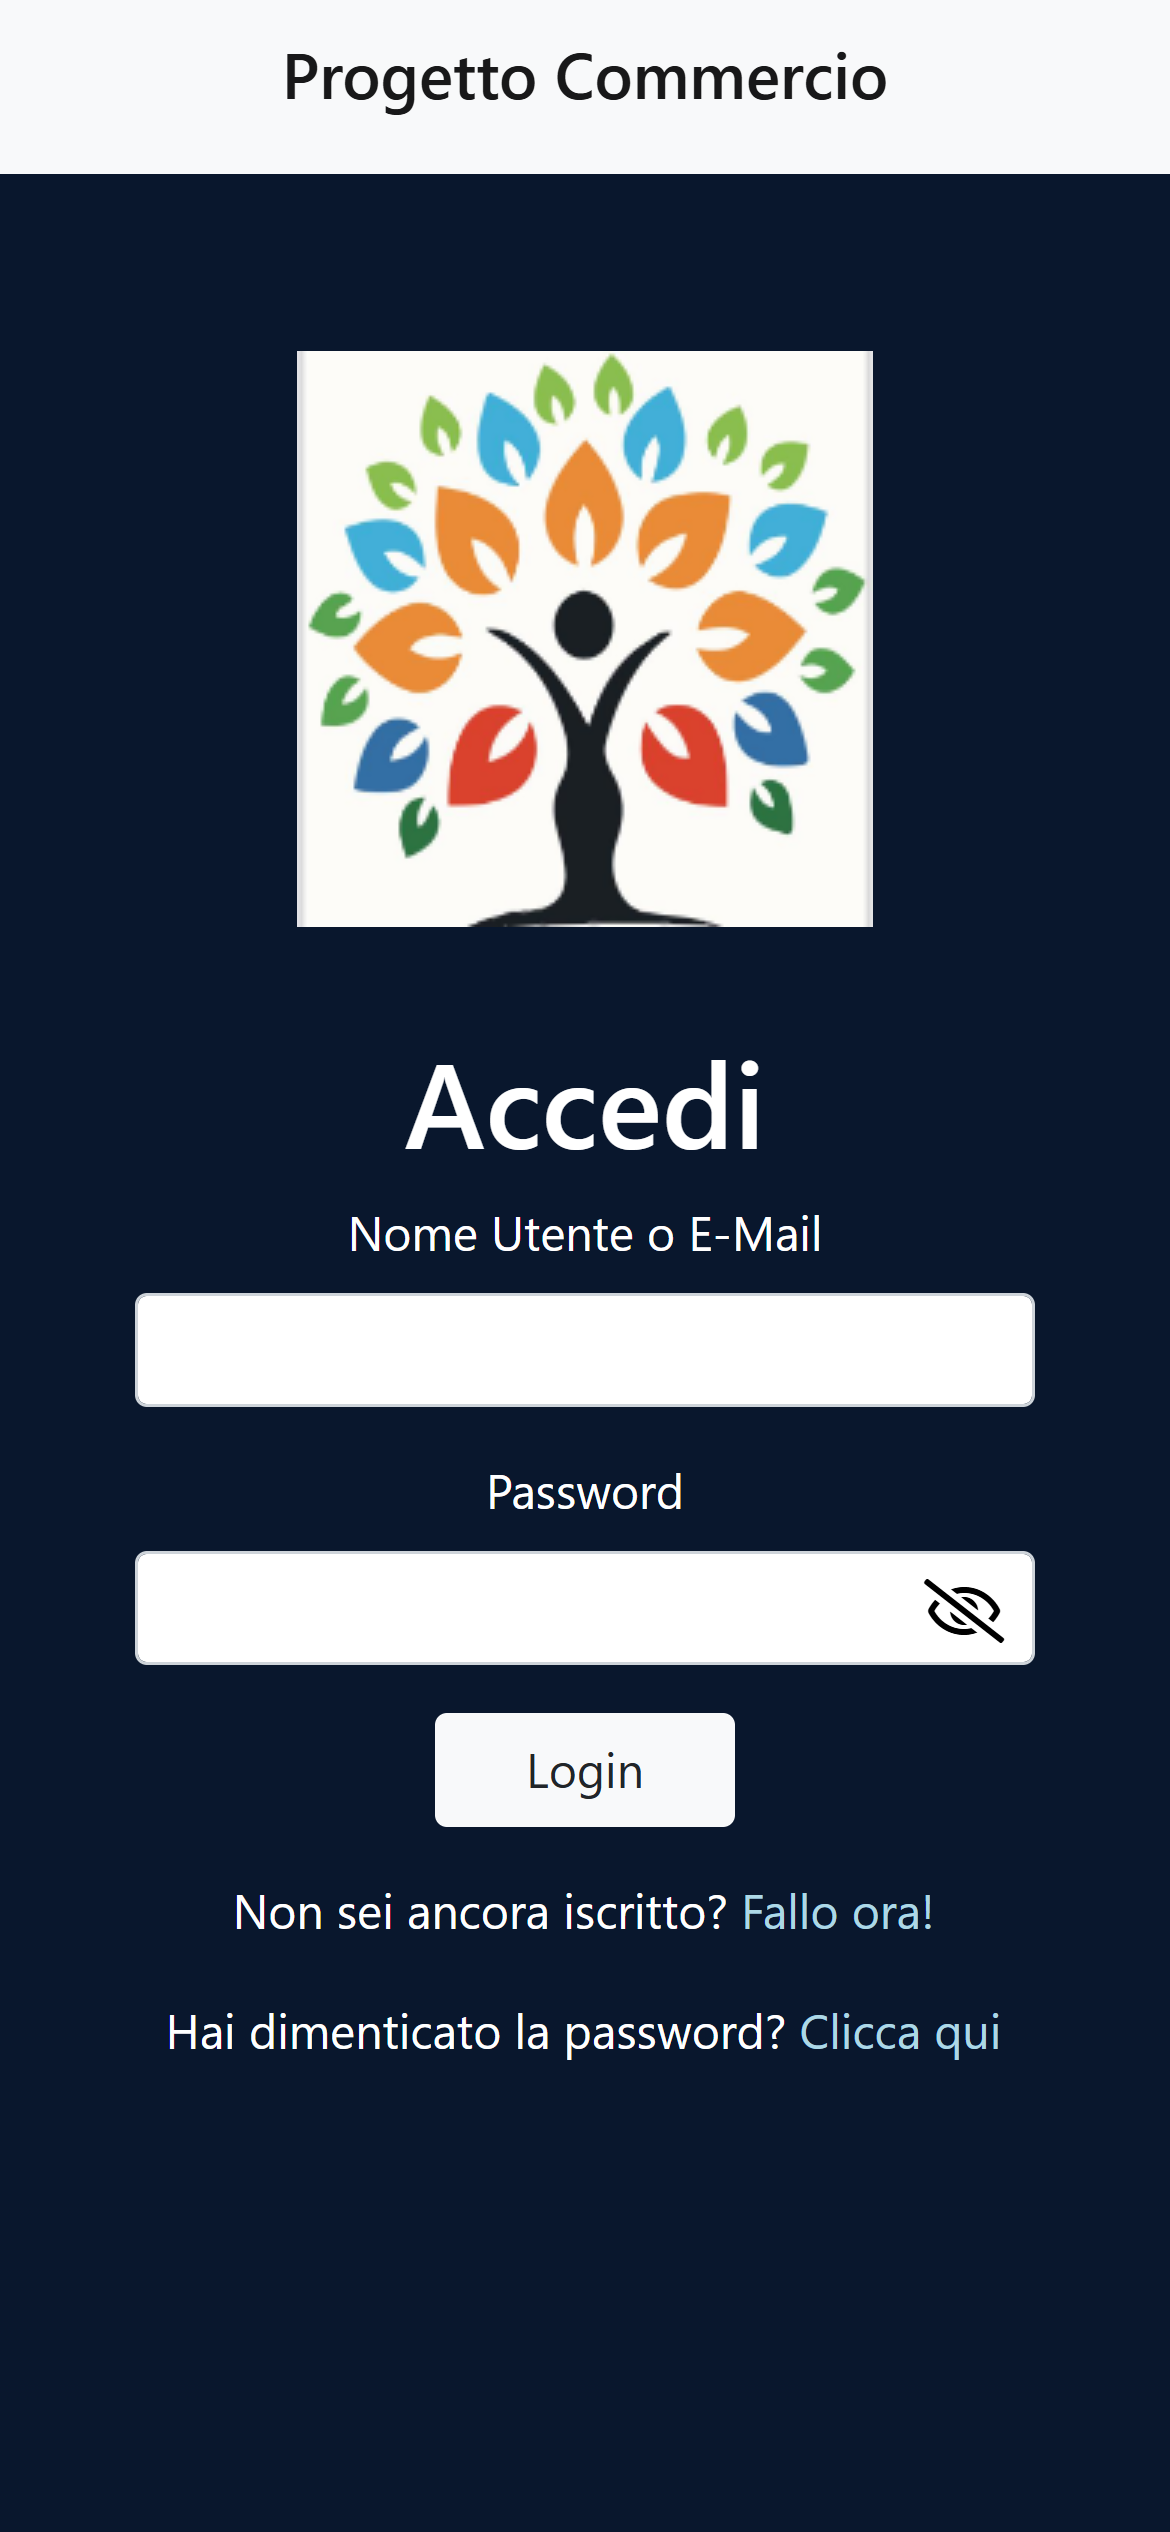 Progetto Commercio
Accedi
Nome Utente o E-Mail
Password
Login
Non sei ancora iscritto? Fallo ora!
Hai dimenticato la password? Clicca qui